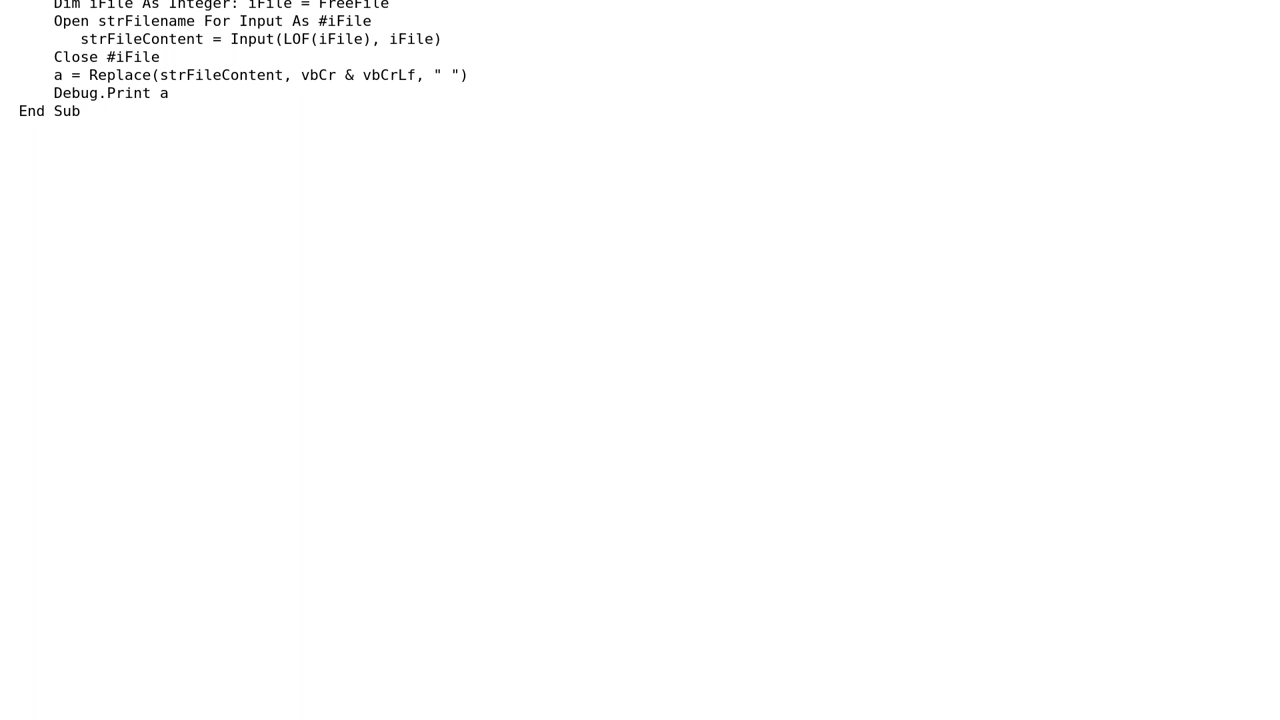 Dim iFile As Integer: iFile = FreeFile
Open strFilename For Input As #iFile
strFileContent = Input(LOF(iFile), iFile)
Close #iFile
a = Replace(strFileContent, vbCr & vbCrLf, " ")
Debug.Print a
End Sub